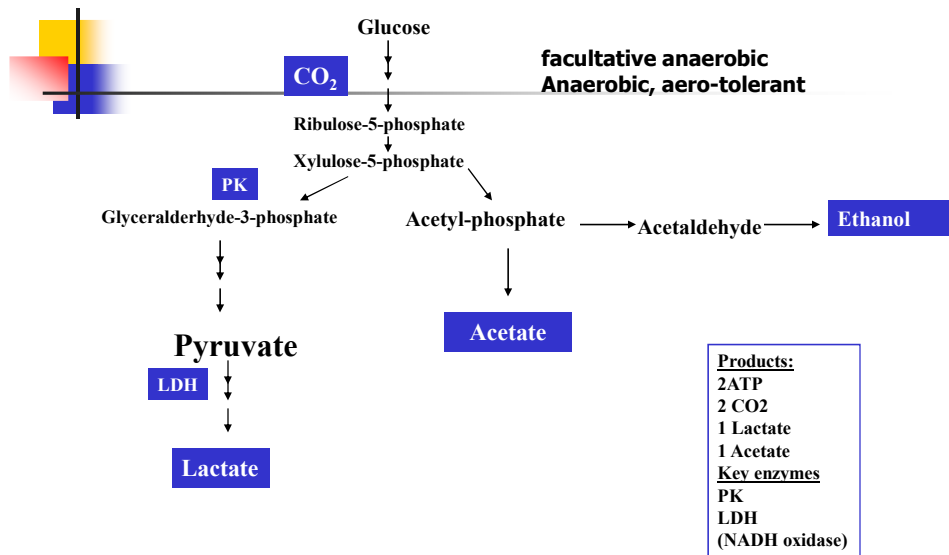 Glucose
facultative anaerobic
Anaerobic, aero-tolerant
CO₂
Ribulose-5-phosphate
Xylulose-5-phosphate
PK
Glyceralderhyde-3-phosphate
Acetyl-phosphate
Acetaldehyde
Ethanol
Acetate
Pyruvate
LDH
Lactate
Products:
2ATP
2 CO2
1 Lactate
1 Acetate
Key enzymes
PK
LDH
(NADH oxidase)